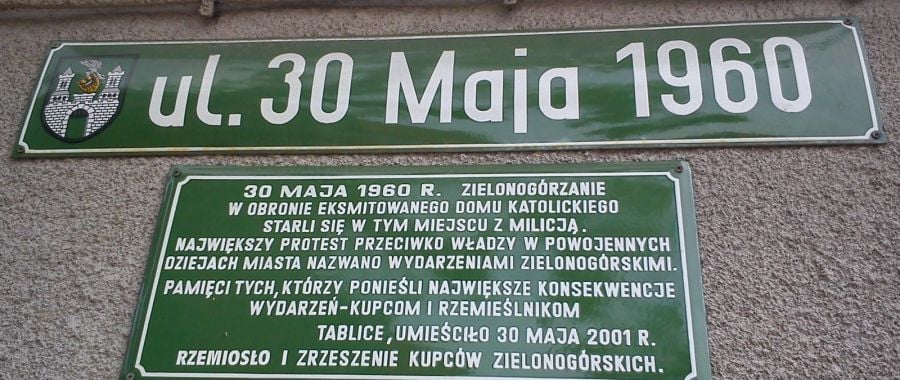 ul. 30 Maja 1960
30 MAJA 1960 R. ZIELONOGÓRZANIE
W OBRONIE EKSMITOWANEGO DOMU KATOLICKIEGO
STARLI SIĘ W TYM MIEJSCU Z MILICJĄ.
NAJWIĘKSZY PROTEST PRZECIWKO WŁADZY W POWOJENNYCH
DZIEJACH MIASTA NAZWANO WYDARZENIAMI ZIELONOGÓRSKIMI.
PAMIĘCI TYCH, KTÓRZY PONIEŚLI NAJWIĘKSZE KONSEKWENCJE
WYDARZEŃ-KUPCOM I RZEMIEŚLNIKOM
TABLICE, UMIEŚCIŁO 30 MAJA 2001 R.
RZEMIOSŁO I ZRZESZENIE KUPCÓW ZIELONOGÓRSKICH.